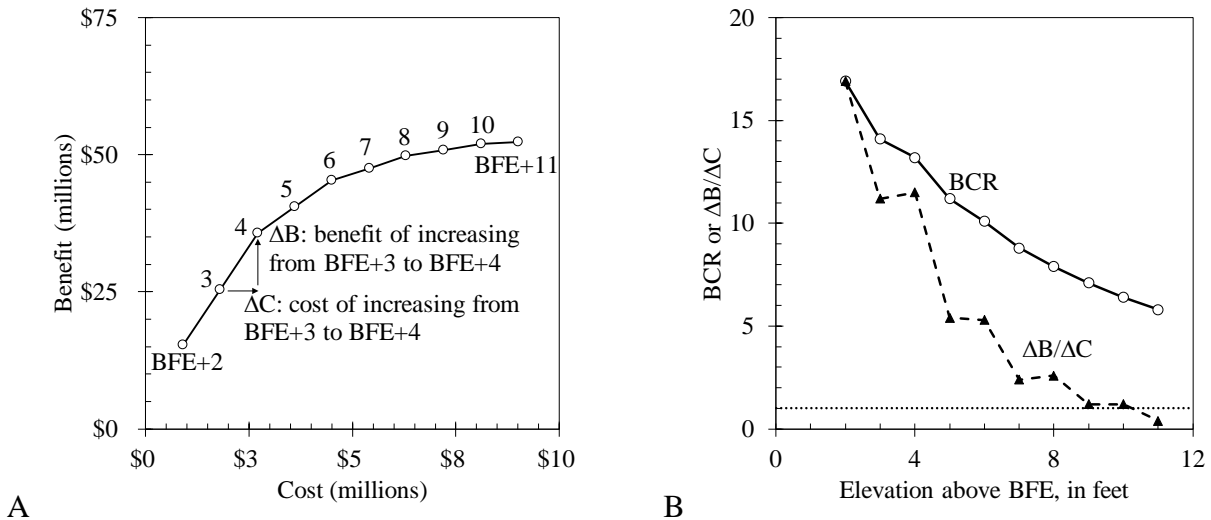 $75
$50
$25
$0
Benefit (millions)
BFE+2
3
4
5
6
7
8
9
10
BFE+11
ΔB: benefit of increasing
from BFE+3 to BFE+4
ΔC: cost of increasing from
BFE+3 to BFE+4
$0
$3
$5
$8
$10
Cost (millions)
A
20
15
10
5
0
BCR or ΔB/ΔC
BCR
ΔB/ΔC
0
4
8
12
Elevation above BFE, in feet
B